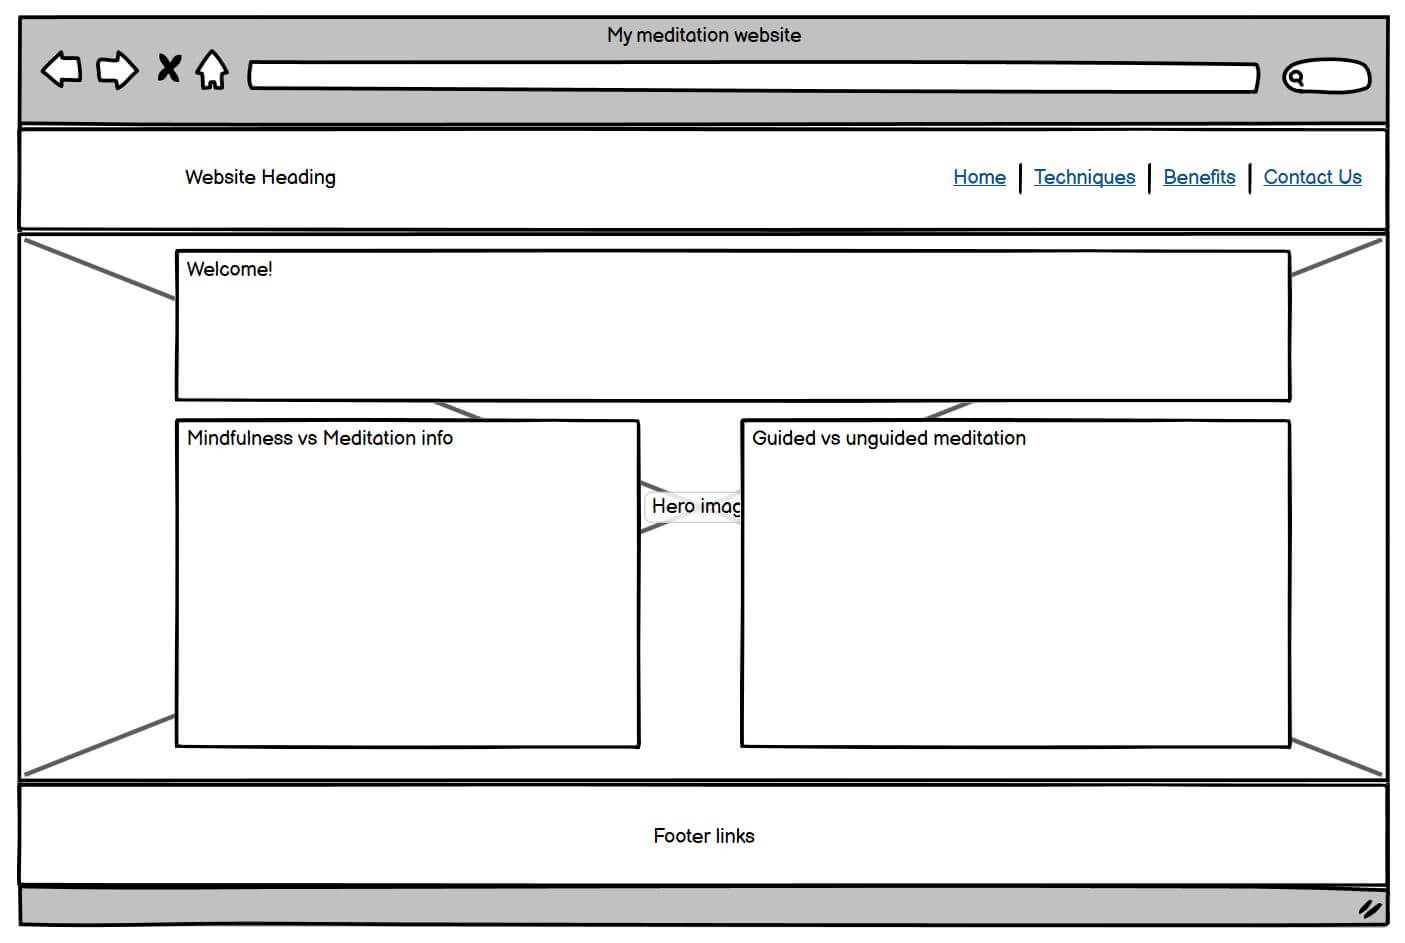 My meditation website
Website Heading
Home
Techniques
Benefits
Contact Us
Welcome!
Mindfulness vs Meditation info
Guided vs unguided meditation
Hero imag
Footer links